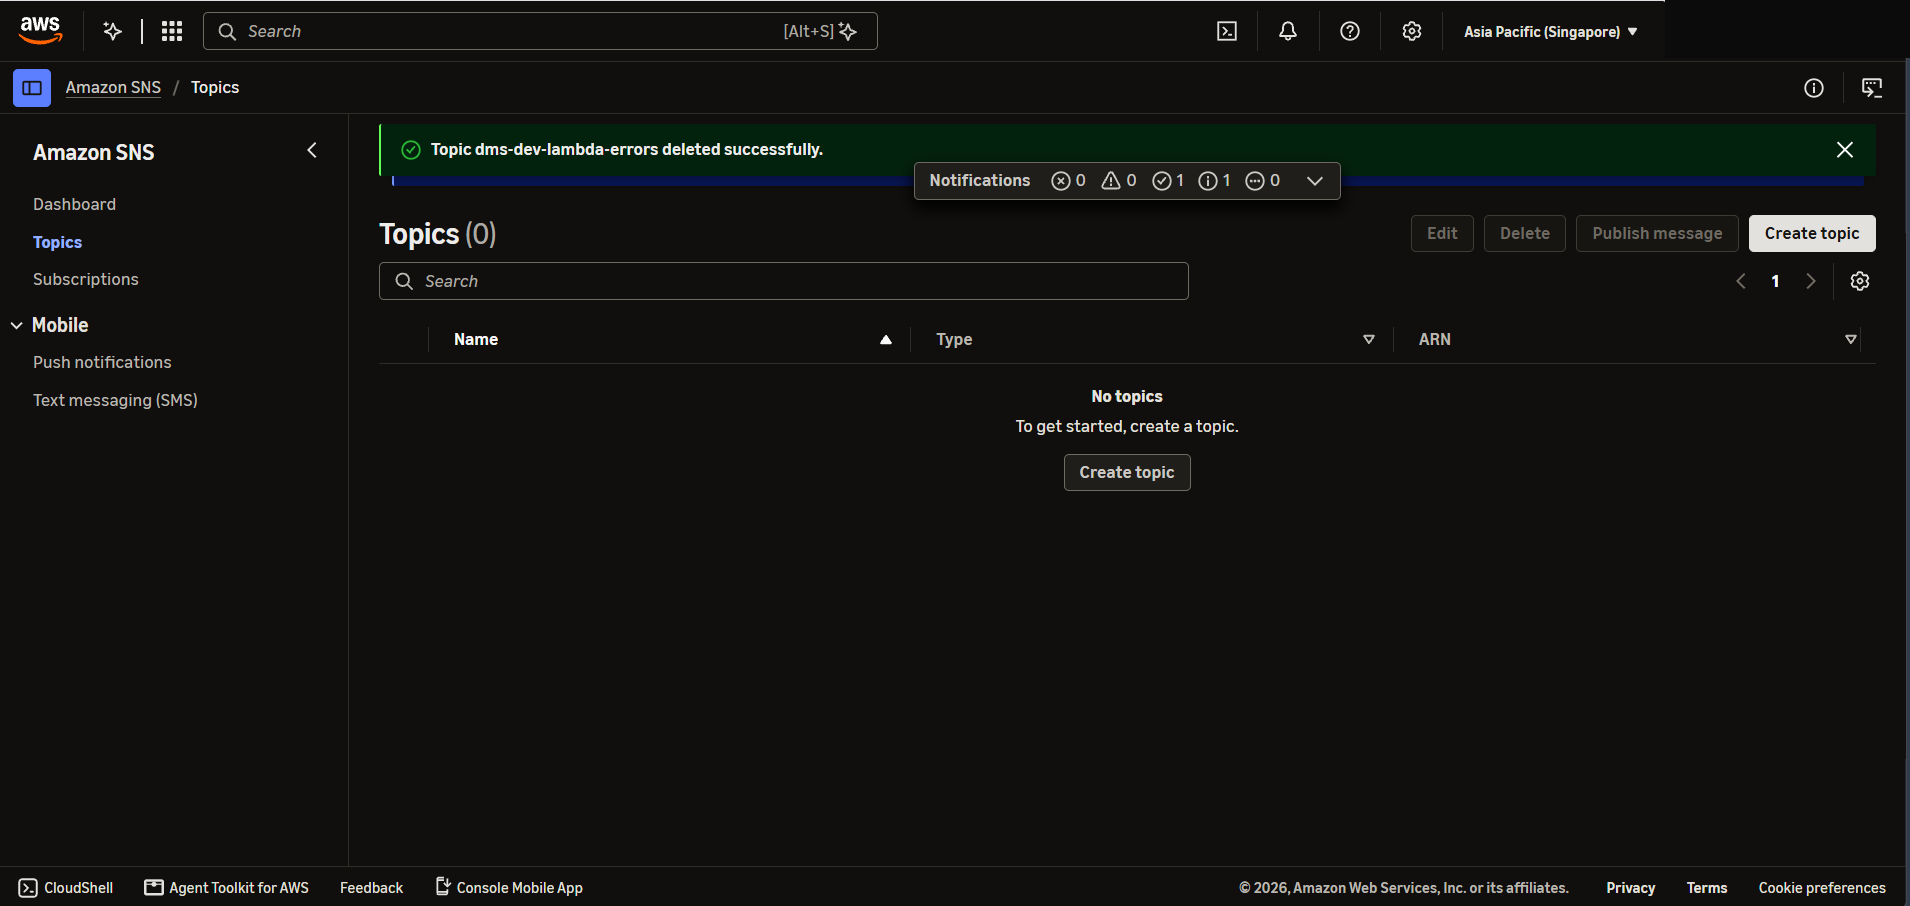 aws
Search [Alt+S]
Asia Pacific (Singapore)
Amazon SNS / Topics
Amazon SNS
Dashboard
Topics
Subscriptions
Mobile
Push notifications
Text messaging (SMS)
Topic dms-dev-lambda-errors deleted successfully.
Notifications 0 0 1 1 0
Topics (0)
Edit
Delete
Publish message
Create topic
Search
1
Name
Type
ARN
No topics
To get started, create a topic.
Create topic
CloudShell
Agent Toolkit for AWS
Feedback
Console Mobile App
© 2026, Amazon Web Services, Inc. or its affiliates.
Privacy
Terms
Cookie preferences